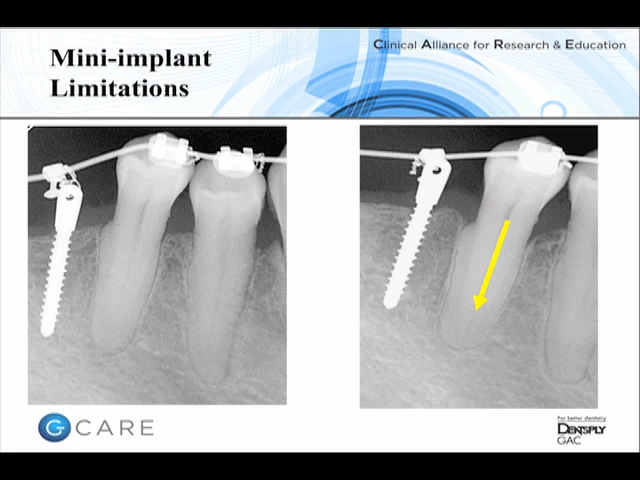 Mini-implant
Limitations
Clinical Alliance for Research & Education
G CARE
For better dentistry
DENTSPLY
GAC